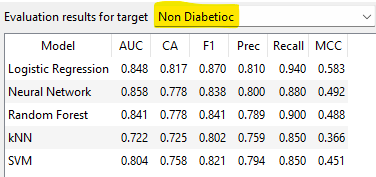 Evaluation results for target Non Diabetioc
Model AUC CA F1 Prec Recall MCC
Logistic Regression 0.848 0.817 0.870 0.810 0.940 0.583
Neural Network 0.858 0.778 0.838 0.800 0.880 0.492
Random Forest 0.841 0.778 0.841 0.789 0.900 0.488
kNN 0.722 0.725 0.802 0.759 0.850 0.366
SVM 0.804 0.758 0.821 0.794 0.850 0.451